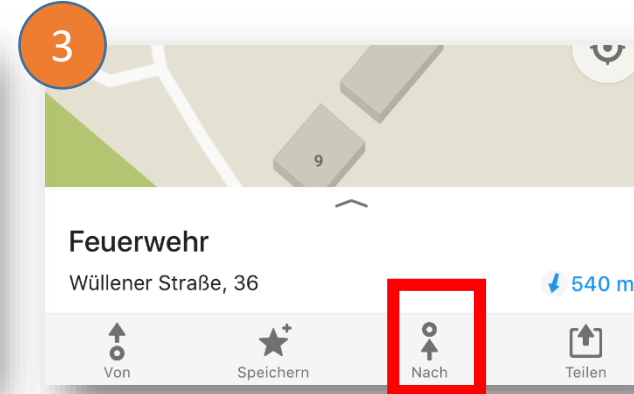 3
9
Feuerwehr
Wüllener Straße, 36
540 m
Von
Speichern
Nach
Teilen